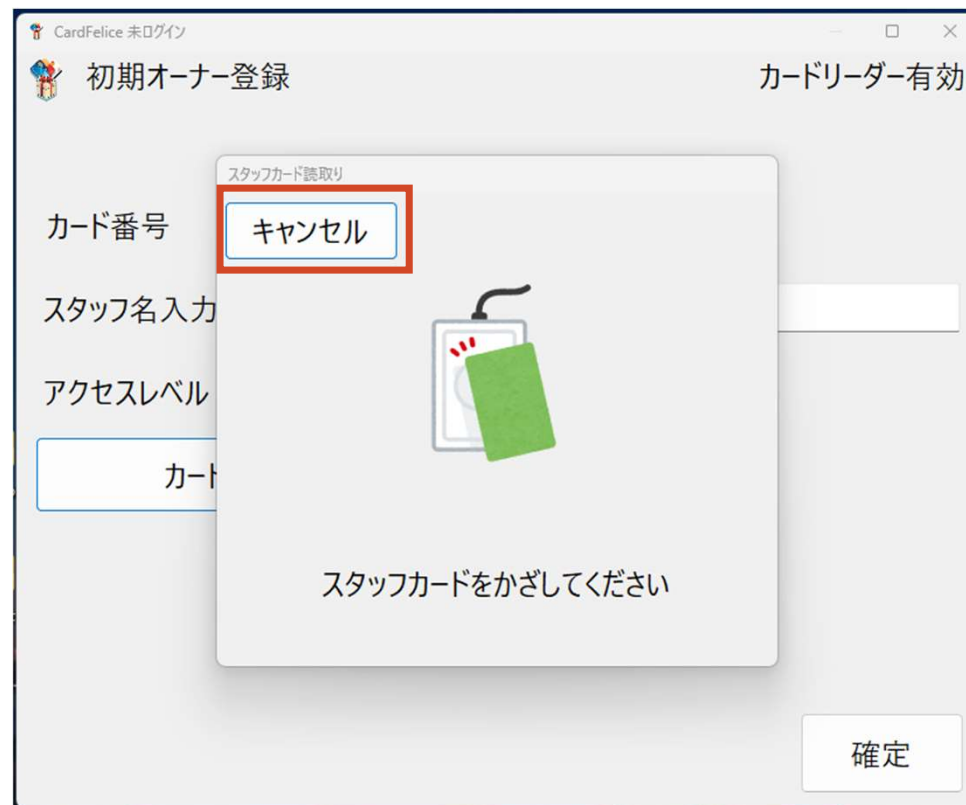 CardFelice 未ログイン
初期オーナー登録
カードリーダー有効
スタッフカード読取り
キャンセル
カード番号
スタッフ名入力
アクセスレベル
カード
スタッフカードをかざしてください
確定